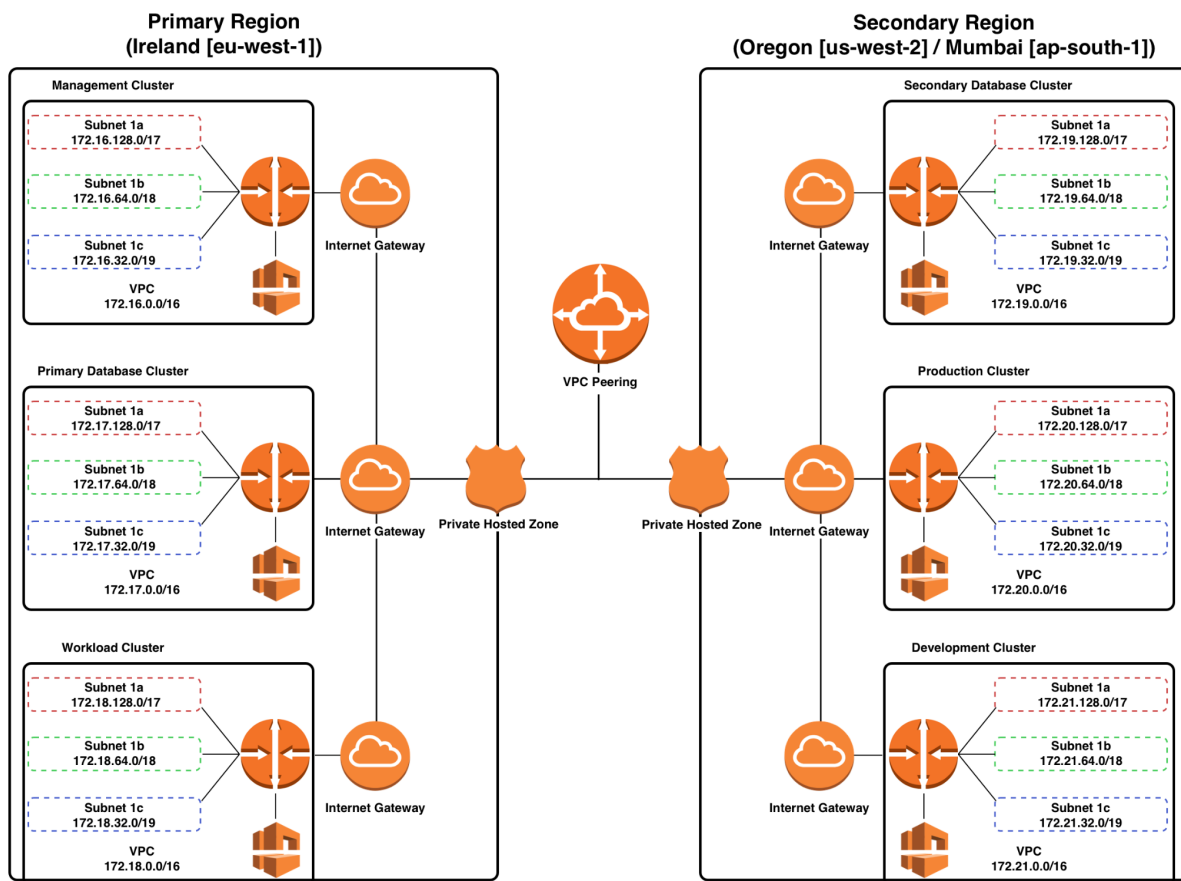 Primary Region
(Ireland [eu-west-1])
Management Cluster
Subnet 1a
172.16.128.0/17
Subnet 1b
172.16.64.0/18
Subnet 1c
172.16.32.0/19
VPC
172.16.0.0/16
Internet Gateway
Primary Database Cluster
Subnet 1a
172.17.128.0/17
Subnet 1b
172.17.64.0/18
Subnet 1c
172.17.32.0/19
VPC
172.17.0.0/16
Internet Gateway
Private Hosted Zone
Workload Cluster
Subnet 1a
172.18.128.0/17
Subnet 1b
172.18.64.0/18
Subnet 1c
172.18.32.0/19
VPC
172.18.0.0/16
Internet Gateway
VPC Peering
Secondary Region
(Oregon [us-west-2] / Mumbai [ap-south-1])
Secondary Database Cluster
Subnet 1a
172.19.128.0/17
Subnet 1b
172.19.64.0/18
Subnet 1c
172.19.32.0/19
VPC
172.19.0.0/16
Internet Gateway
Production Cluster
Subnet 1a
172.20.128.0/17
Subnet 1b
172.20.64.0/18
Subnet 1c
172.20.32.0/19
VPC
172.20.0.0/16
Internet Gateway
Private Hosted Zone
Development Cluster
Subnet 1a
172.21.128.0/17
Subnet 1b
172.21.64.0/18
Subnet 1c
172.21.32.0/19
VPC
172.21.0.0/16
Internet Gateway